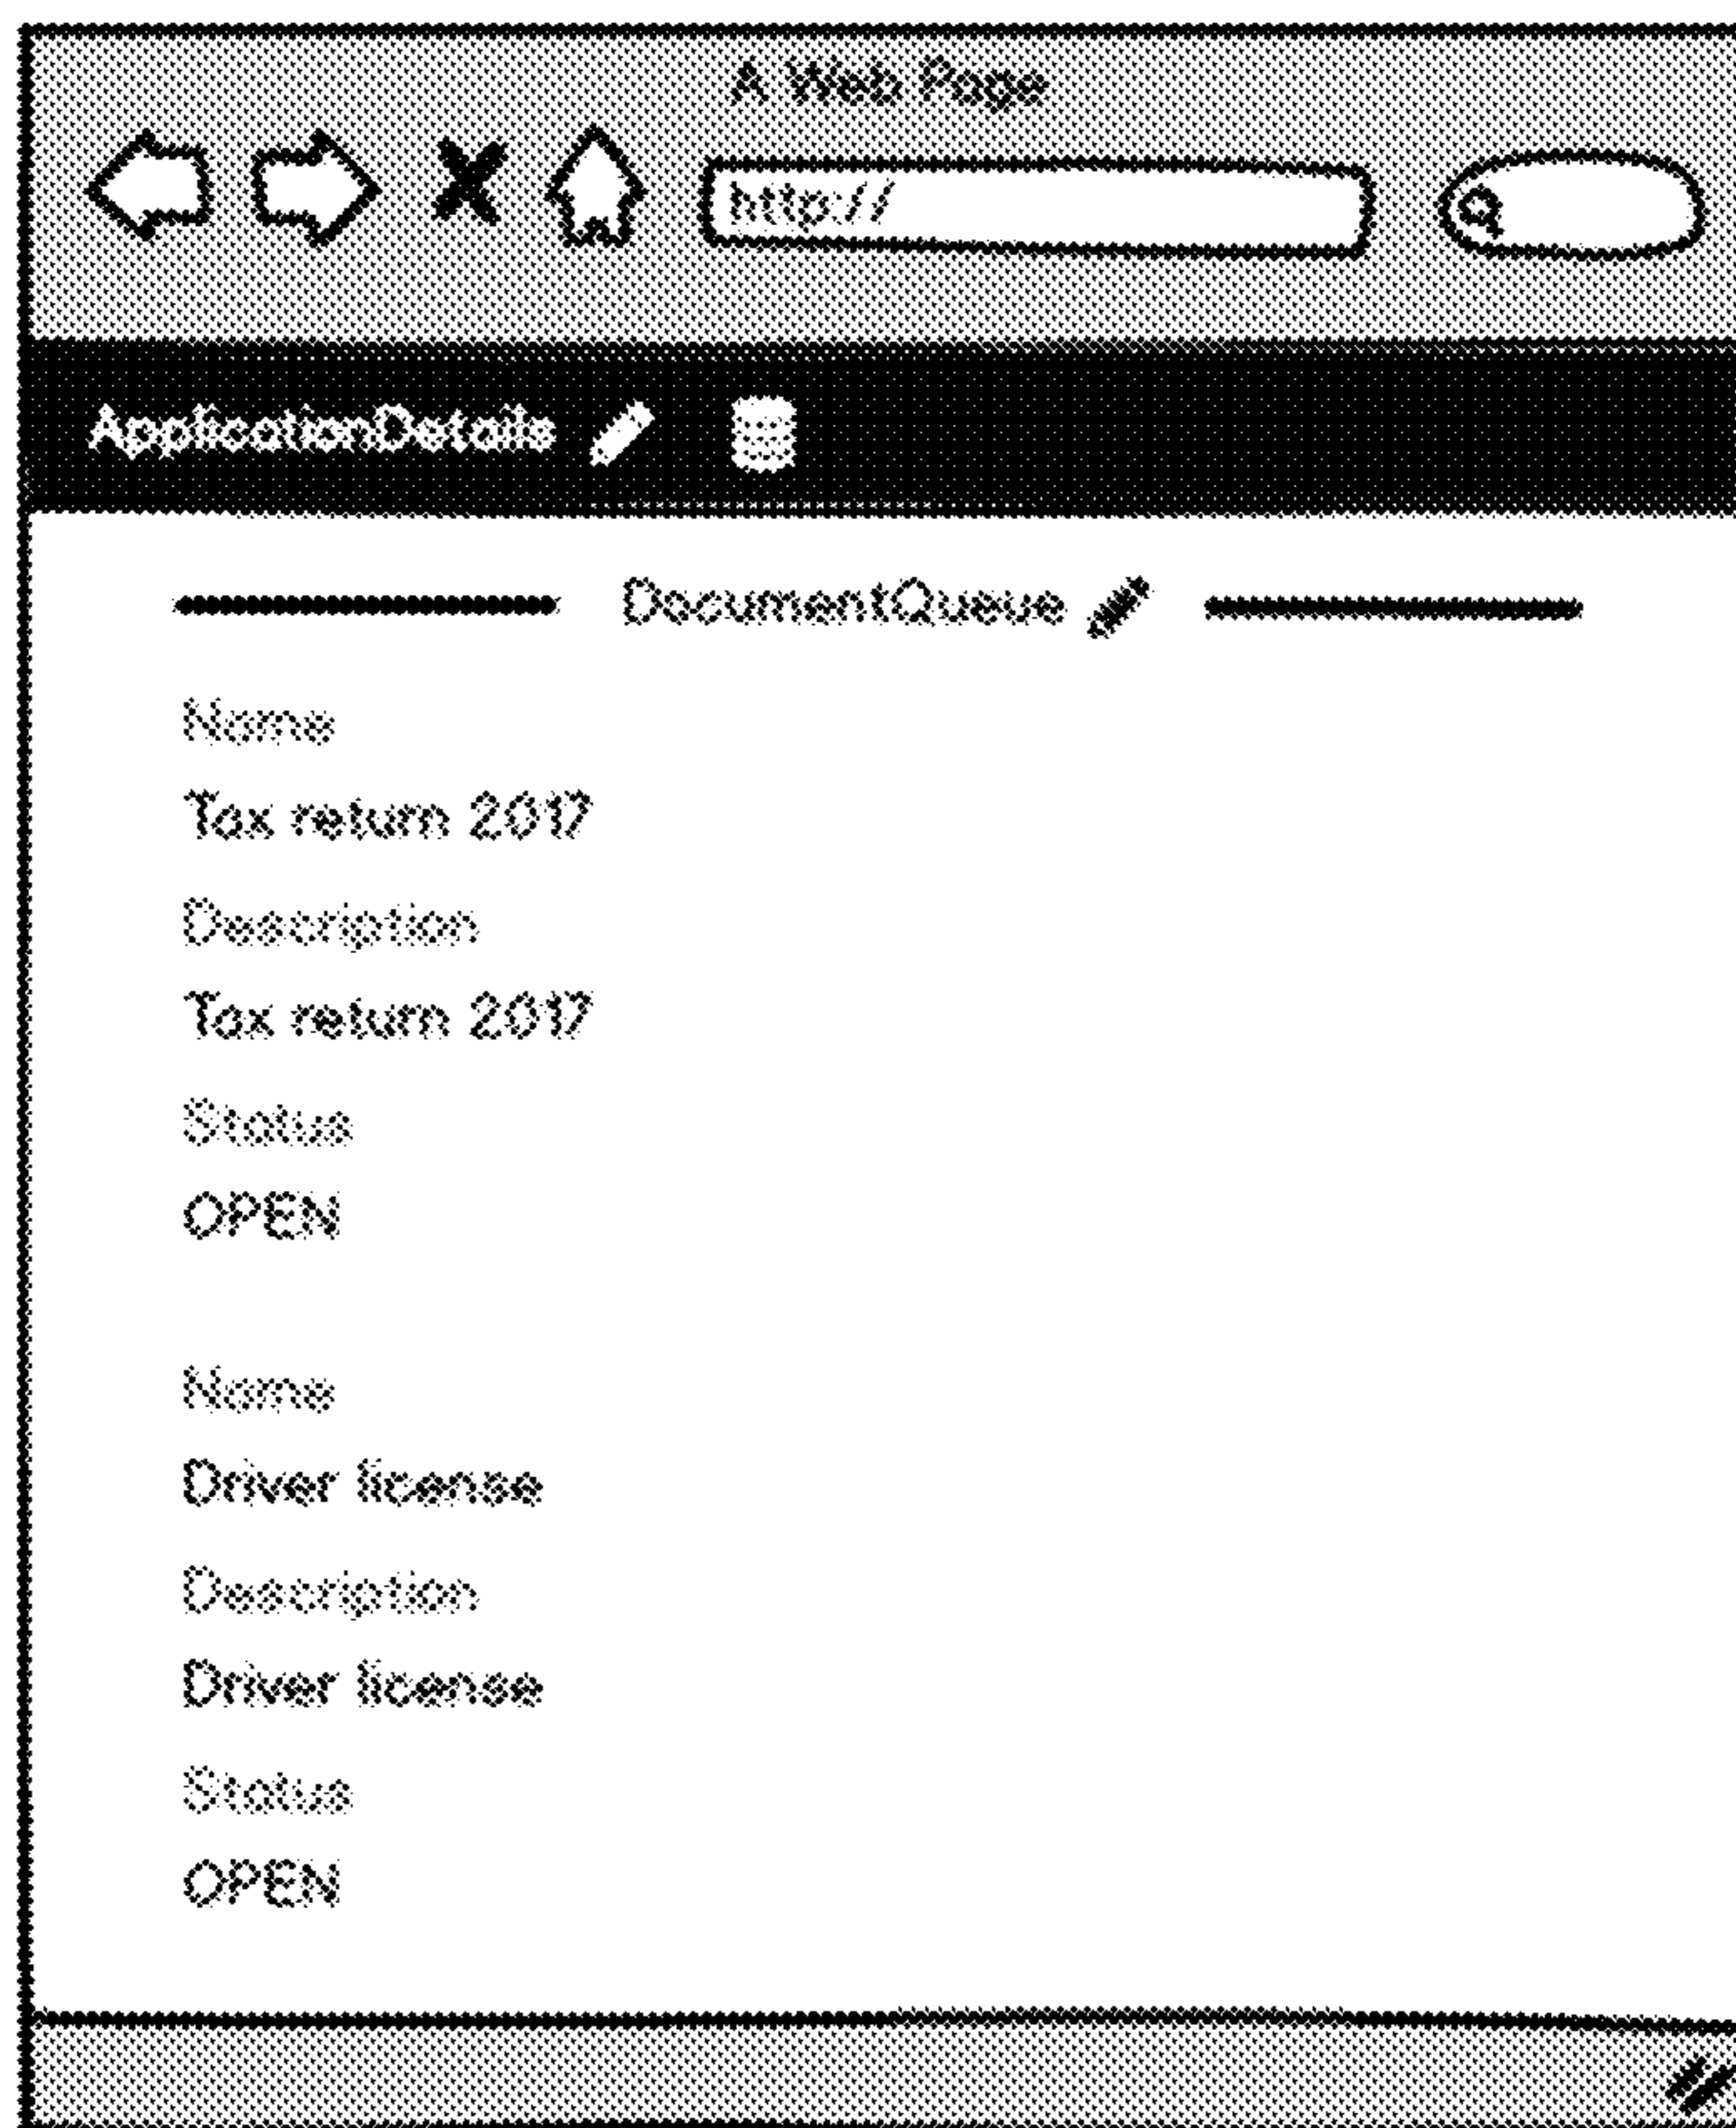 A Web Page
http://
ApplicationDetails
DocumentQueue
Name
Tax return 2017
Description
Tax return 2017
Status
OPEN
Name
Driver license
Description
Driver license
Status
OPEN